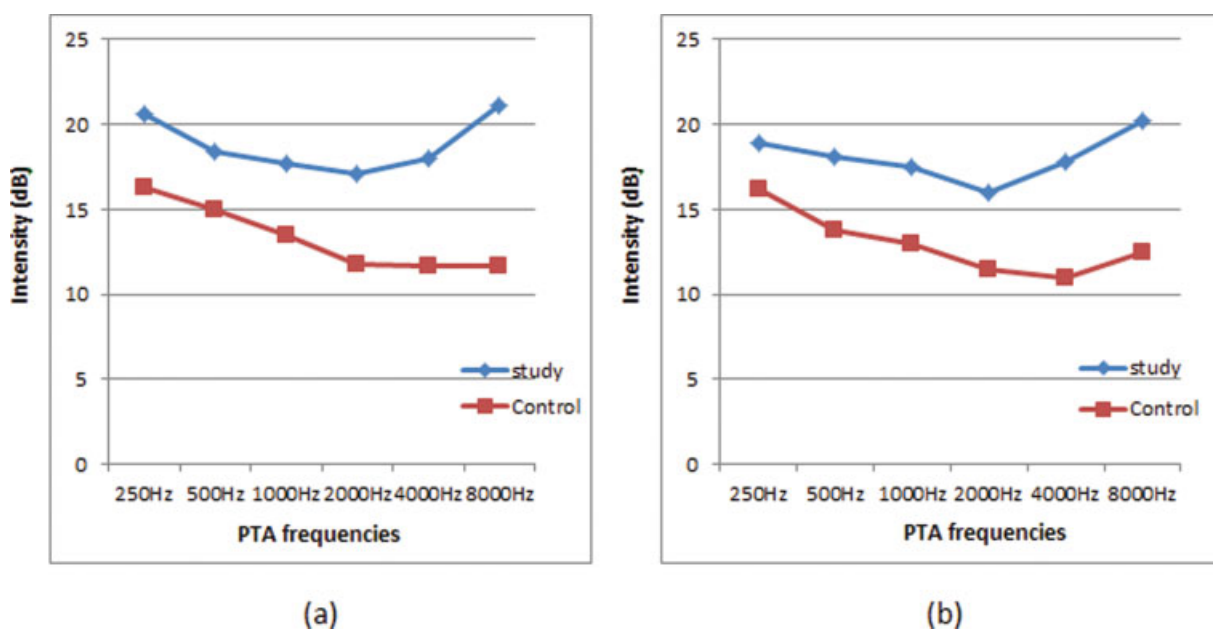 25
20
15
10
5
0
Intensity (dB)
study
Control
250Hz 500Hz 1000Hz 2000Hz 4000Hz 8000Hz
PTA frequencies
(a)
25
20
15
10
5
0
Intensity (dB)
study
Control
250Hz 500Hz 1000Hz 2000Hz 4000Hz 8000Hz
PTA frequencies
(b)